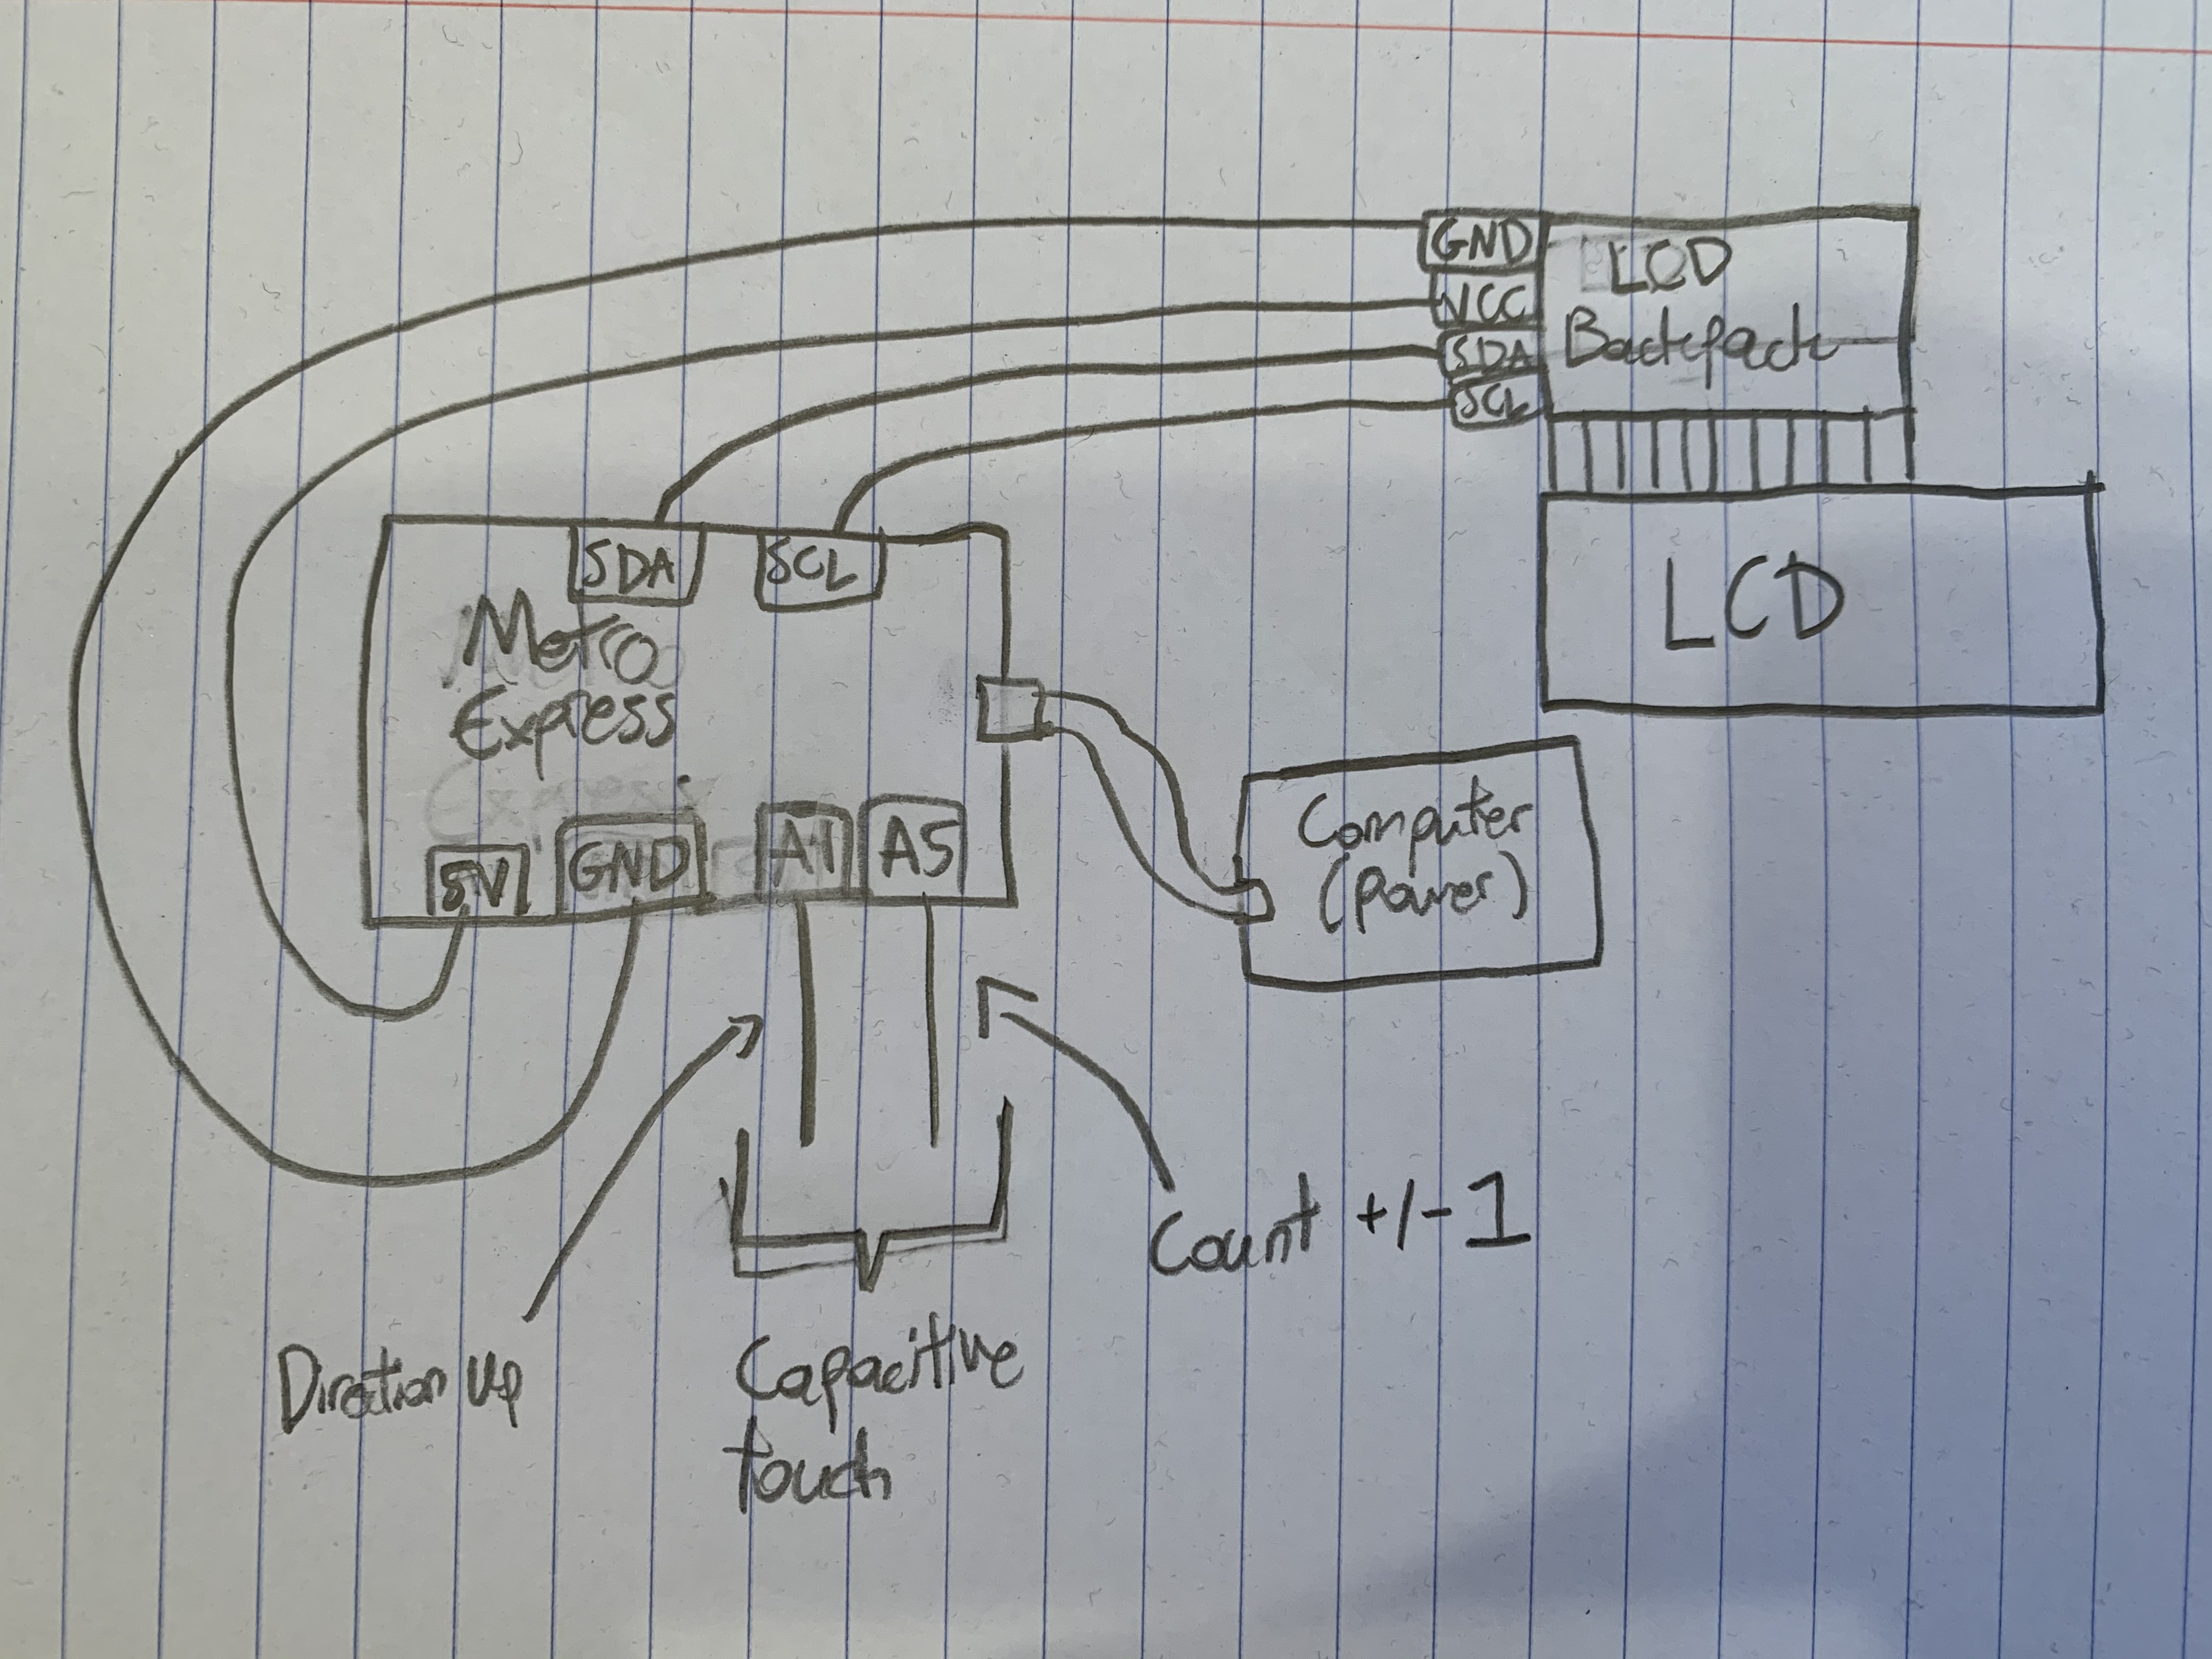 Metro
Express
SDA
SCL
5V
GND
A1
A5
Direction Up
Capacitive
Touch
Count +/- 1
Computer
(Power)
GND
VCC
SDA
SCL
LCD
Backpack
LCD